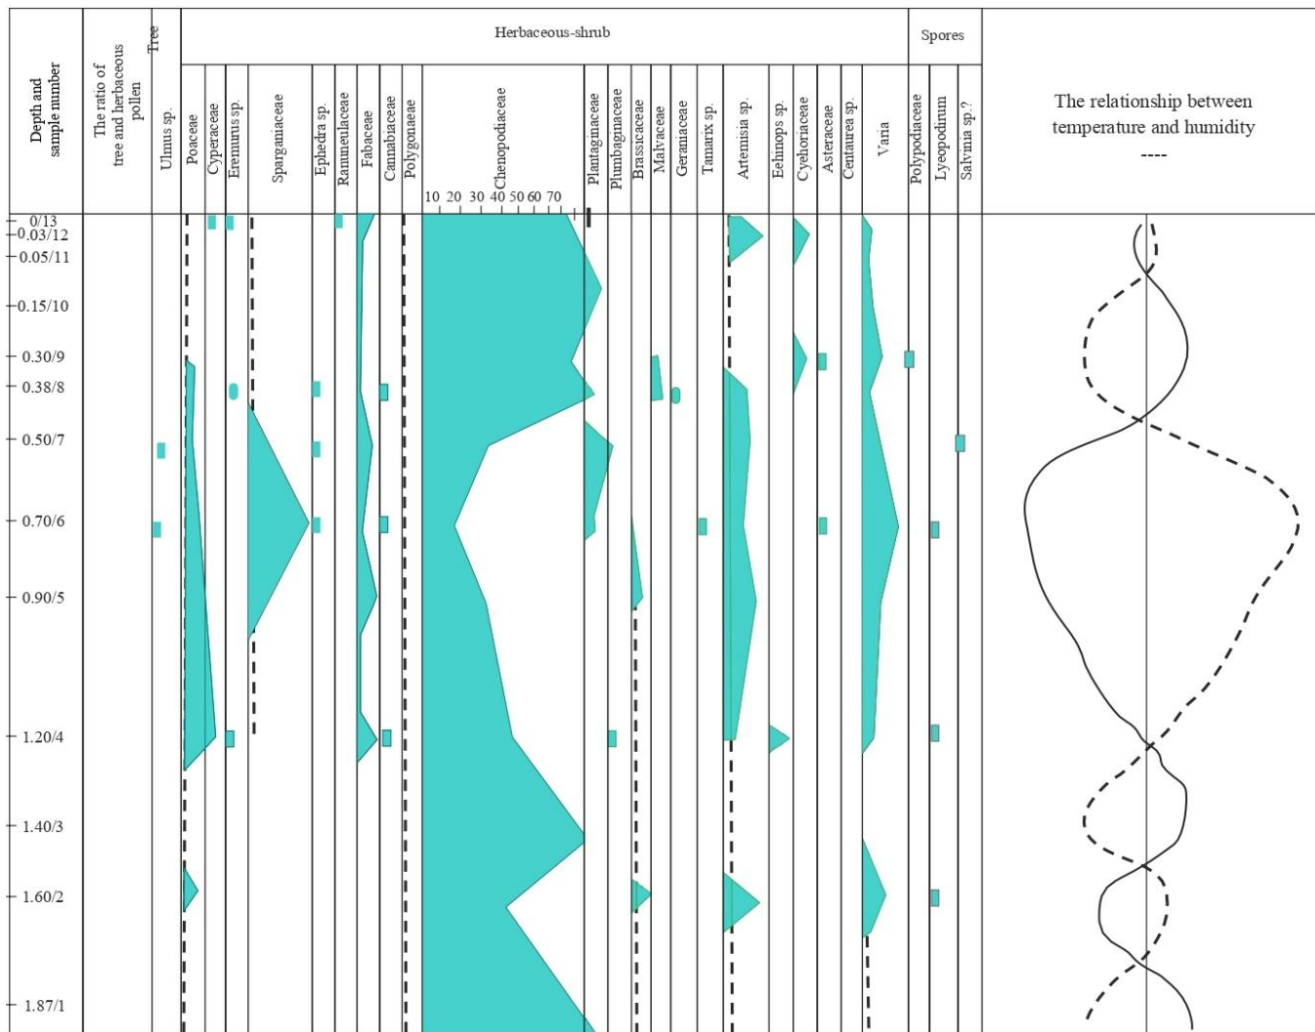 Depth and
sample number
The ratio of
tree and herbaceous
pollen
Tree
Ulmus sp.
Herbaceous-shrub
Poaceae
Cyperaceae
Eremurus sp.
Sparganiaceae
Ephedra sp.
Ranuneulaceae
Fabaceae
Cannabiaceae
Polygonaeae
Chenopodiaceae
10 20 30 40 50 60 70
Plantaginaceae
Plumbaginaceae
Brassicaceae
Malvaceae
Geraniaceae
Tamarix sp.
Artemisia sp.
Eehinops sp.
Cyehoriaceae
Asteraceae
Centaurea sp.
Varia
Spores
Polypodiaceae
Lyeopodirum
Salvinia sp.?
The relationship between
temperature and humidity
----
0/13
0.03/12
0.05/11
0.15/10
0.30/9
0.38/8
0.50/7
0.70/6
0.90/5
1.20/4
1.40/3
1.60/2
1.87/1